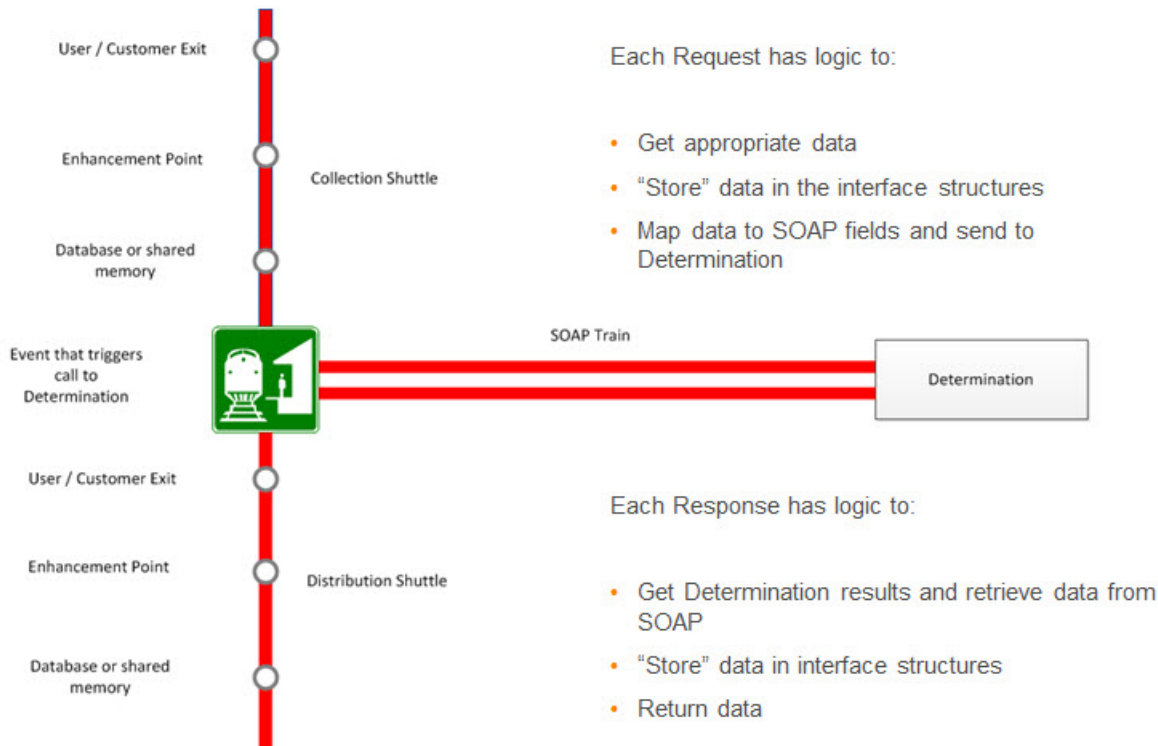 User / Customer Exit
Each Request has logic to:
• Get appropriate data
Enhancement Point
Collection Shuttle
• “Store” data in the interface structures
• Map data to SOAP fields and send to
Determination
Database or shared
memory
Event that triggers
call to
Determination
SOAP Train
Determination
User / Customer Exit
Each Response has logic to:
Enhancement Point
Distribution Shuttle
• Get Determination results and retrieve data from
SOAP
• “Store” data in interface structures
• Return data
Database or shared
memory